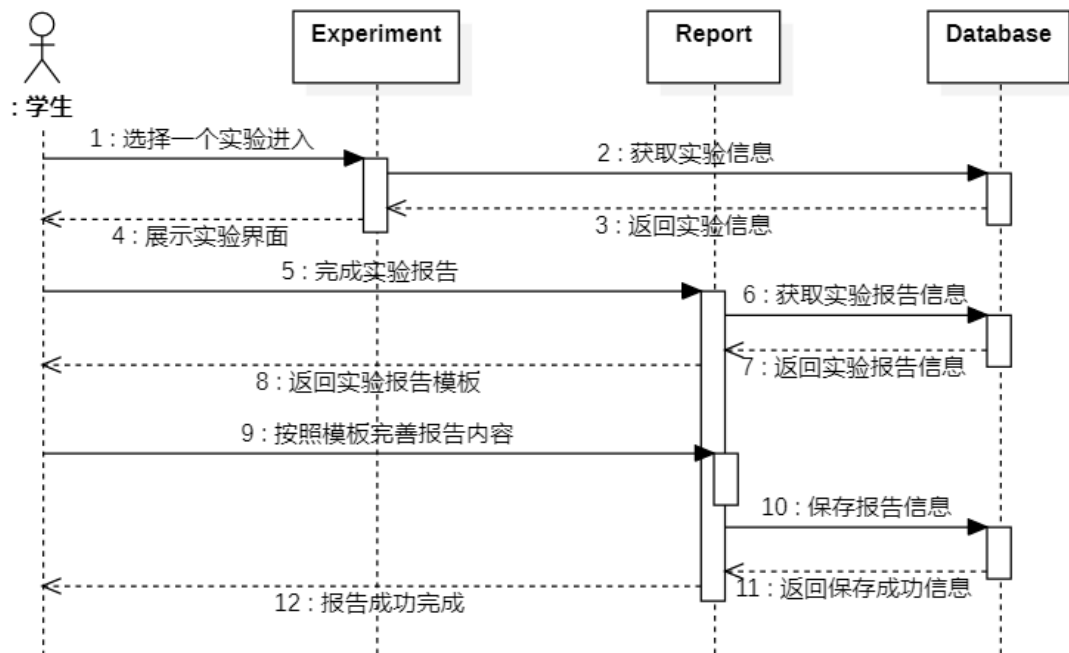 Experiment
Report
Database
: 学生
1 : 选择一个实验进入
2 : 获取实验信息
3 : 返回实验信息
4 : 展示实验界面
5 : 完成实验报告
6 : 获取实验报告信息
7 : 返回实验报告信息
8 : 返回实验报告模板
9 : 按照模板完善报告内容
10 : 保存报告信息
11 : 返回保存成功信息
12 : 报告成功完成